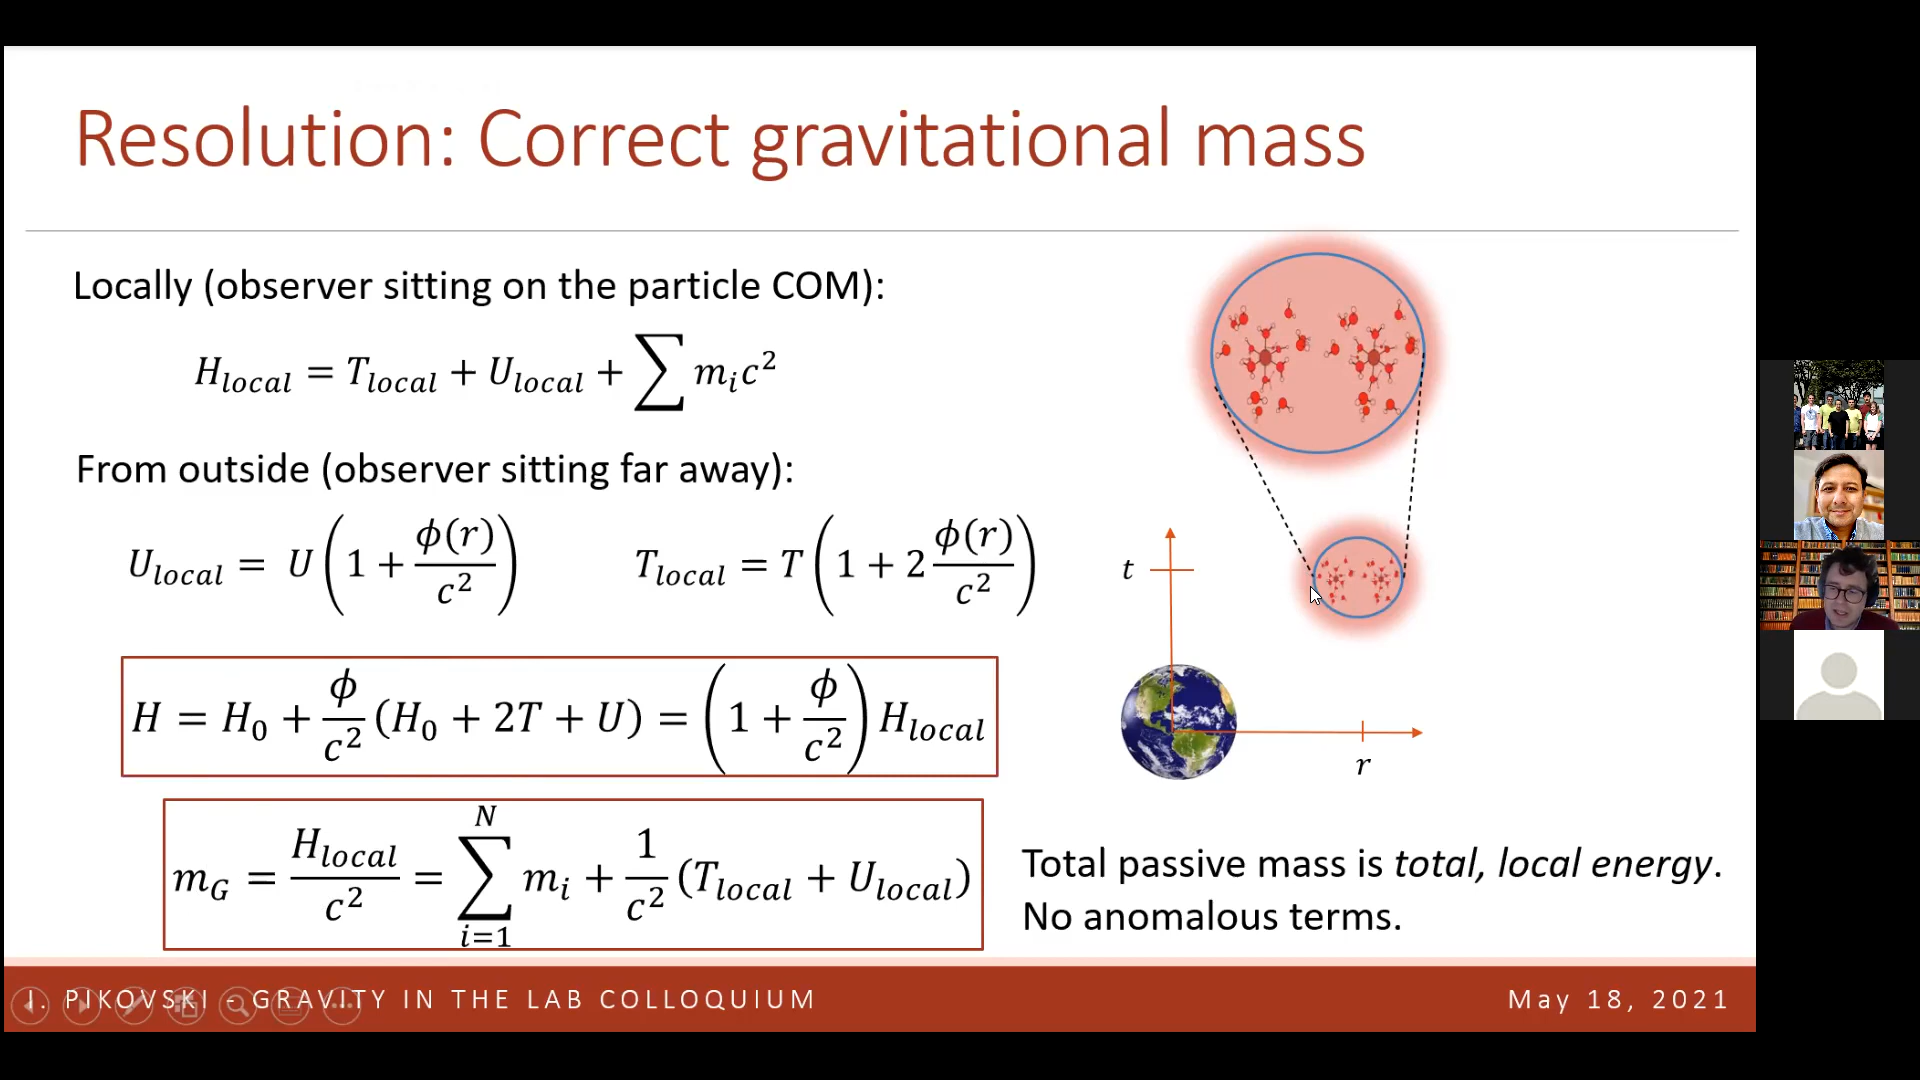 Resolution: Correct gravitational mass
Locally (observer sitting on the particle COM):
H_local = T_local + U_local + ∑ m_i c²
From outside (observer sitting far away):
U_local = U(1 + ϕ(r)/c²)    T_local = T(1 + 2 ϕ(r)/c²)
H = H₀ + ϕ/c² (H₀ + 2T + U) = (1 + ϕ/c²) H_local
m_G = H_local/c² = ∑_{i=1}^{N} m_i + 1/c² (T_local + U_local)
t
r
Total passive mass is total, local energy.
No anomalous terms.
I. PIKOVSKI - GRAVITY IN THE LAB COLLOQUIUM
May 18, 2021